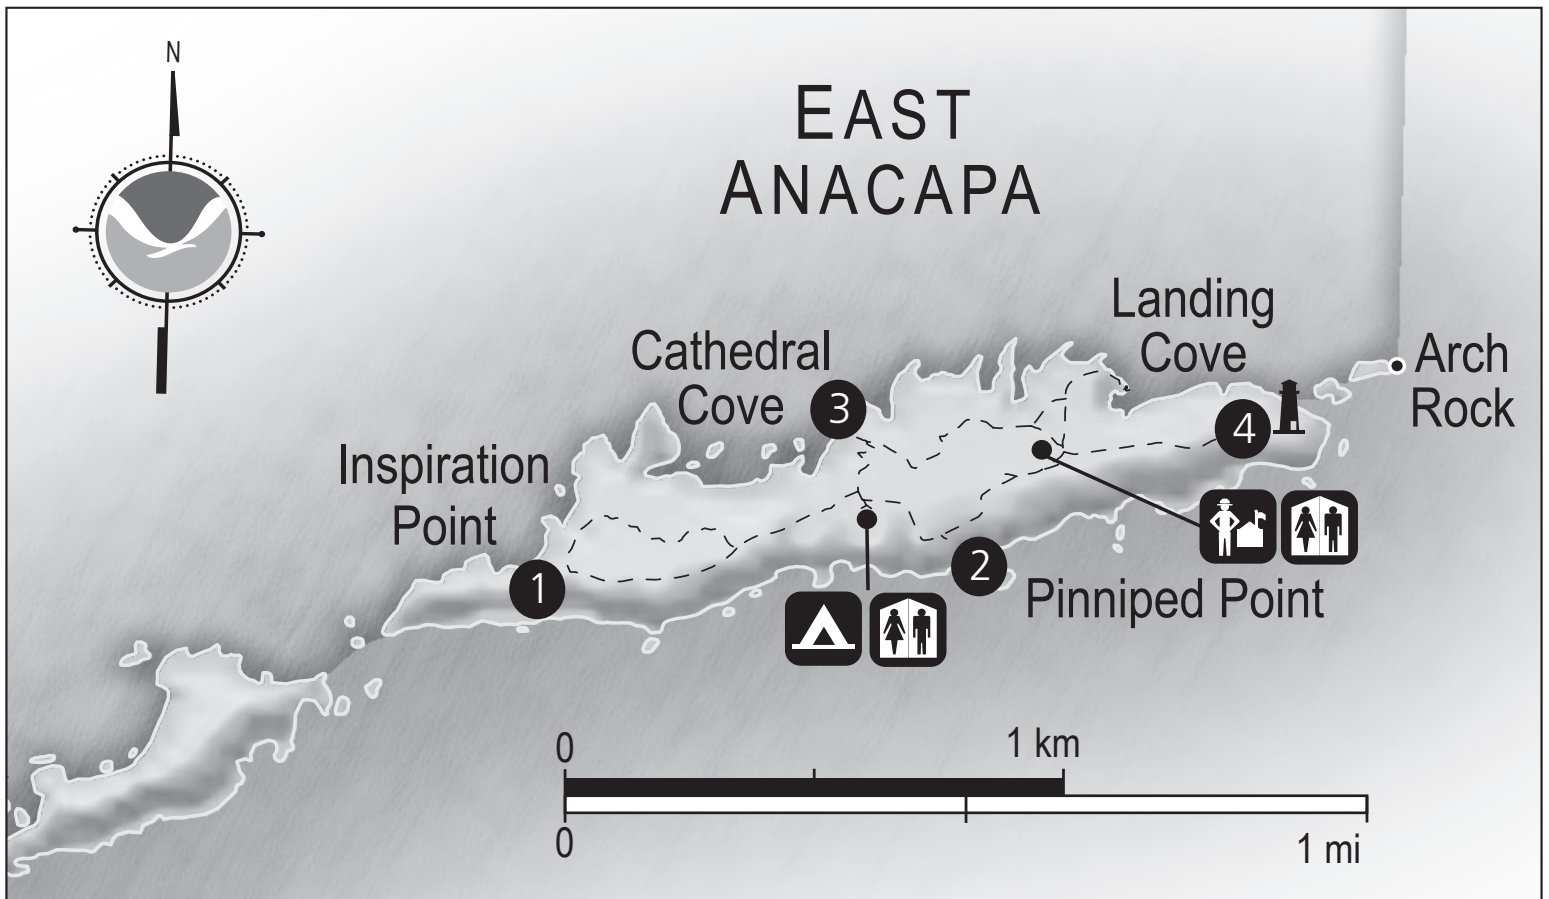 N
EAST
ANACAPA
Landing
Cove
Cathedral
Cove
Arch
Rock
3
4
Inspiration
Point
1
2
Pinniped Point
0
1 km
0
1 mi